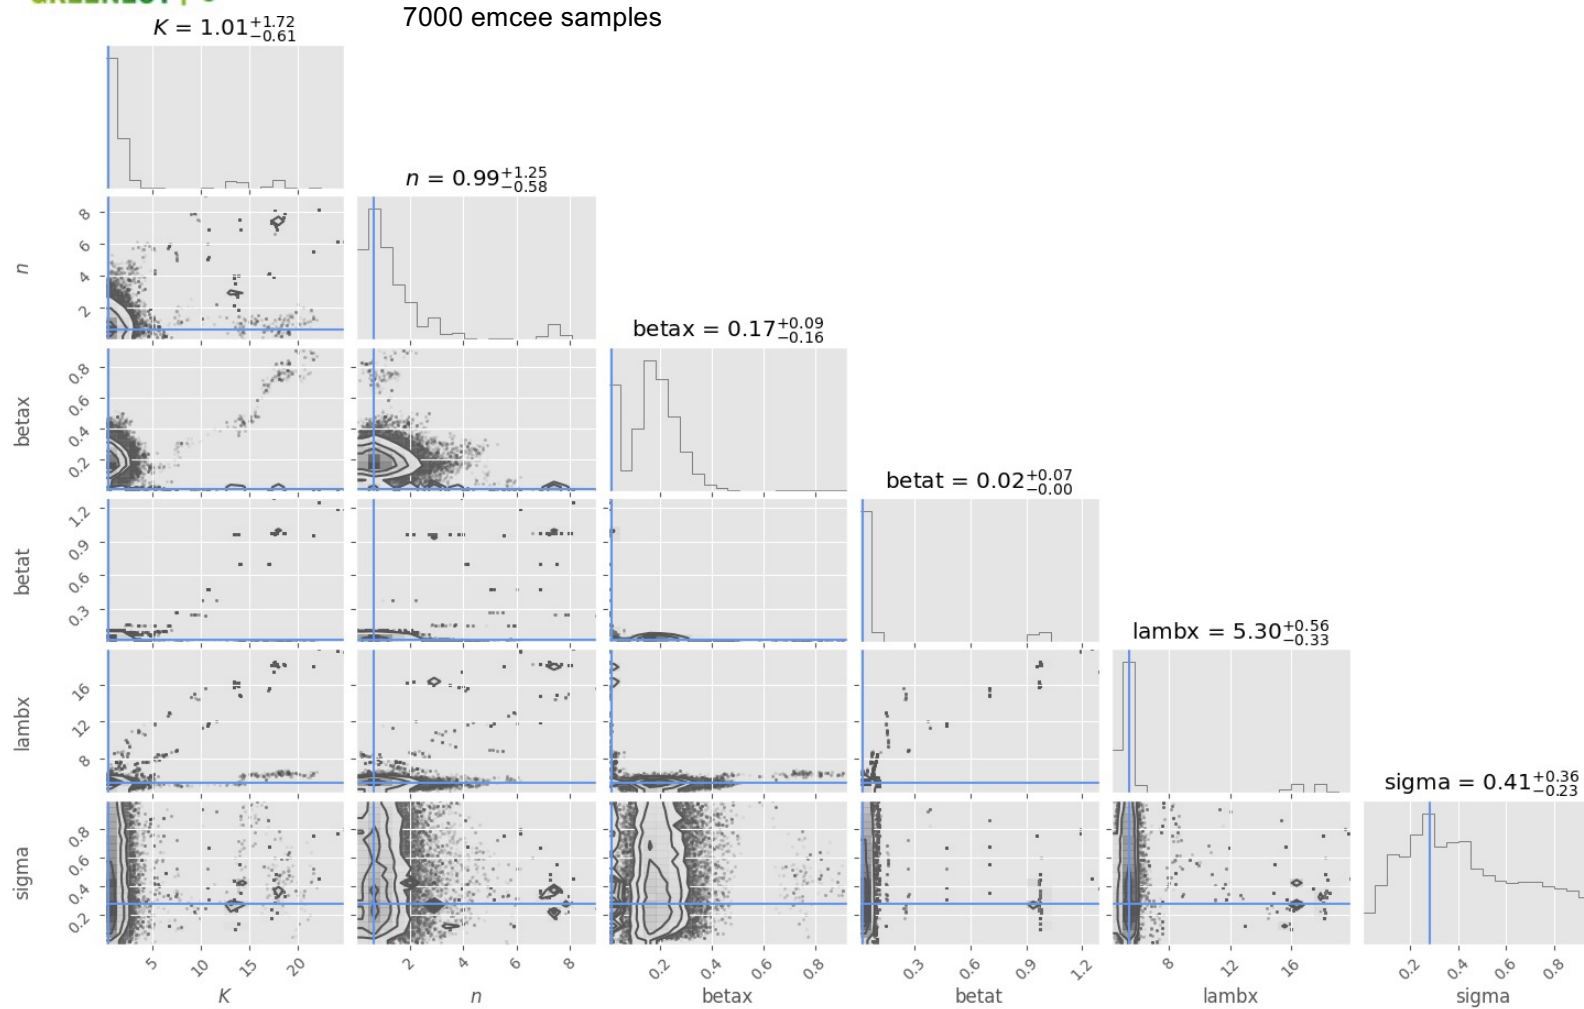 7000 emcee samples
K = 1.01+1.72 −0.61
n = 0.99+1.25 −0.58
8
6
4
2
n
betax = 0.17+0.09 −0.16
0.8
0.6
0.4
0.2
betax
betat = 0.02+0.07 −0.00
1.2
0.9
0.6
0.3
betat
lambx = 5.30+0.56 −0.33
16
12
8
lambx
sigma = 0.41+0.36 −0.23
0.8
0.6
0.4
0.2
sigma
5 10 15 20 2 4 6 8 0.2 0.4 0.6 0.8 0.3 0.6 0.9 1.2 8 12 16 0.2 0.4 0.6 0.8
K n betax betat lambx sigma